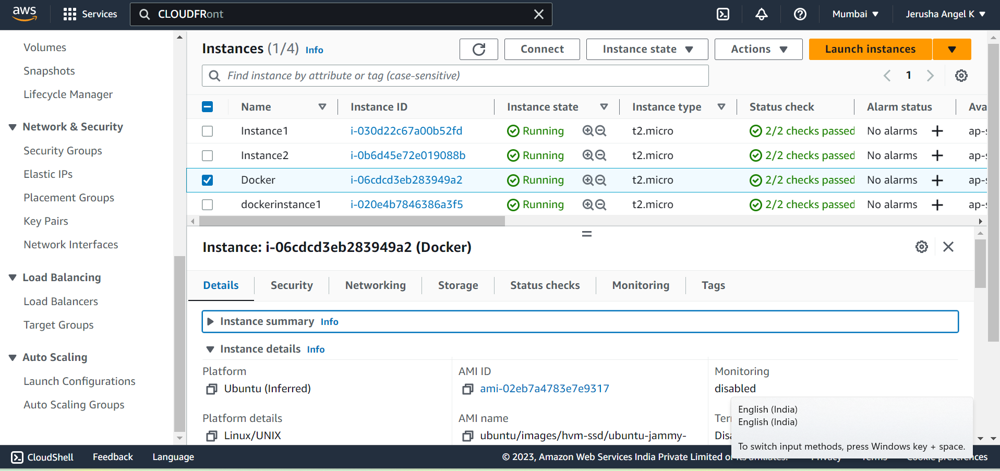 aws
Services
CLOUDFRont
Mumbai
Jerusha Angel K
Volumes
Snapshots
Lifecycle Manager
Network & Security
Security Groups
Elastic IPs
Placement Groups
Key Pairs
Network Interfaces
Load Balancing
Load Balancers
Target Groups
Auto Scaling
Launch Configurations
Auto Scaling Groups
Instances (1/4) Info
Connect
Instance state
Actions
Launch instances
Find instance by attribute or tag (case-sensitive)
1
Name Instance ID Instance state Instance type Status check Alarm status Ava
Instance1 i-030d22c67a00b52fd Running t2.micro 2/2 checks passed No alarms ap-s
Instance2 i-0b6d45e72e019088b Running t2.micro 2/2 checks passed No alarms ap-s
Docker i-06cdcd3eb283949a2 Running t2.micro 2/2 checks passed No alarms ap-s
dockerinstance1 i-020e4b7846386a3f5 Running t2.micro 2/2 checks passed No alarms ap-s
Instance: i-06cdcd3eb283949a2 (Docker)
Details Security Networking Storage Status checks Monitoring Tags
Instance summary Info
Instance details Info
Platform
Ubuntu (Inferred)
AMI ID
ami-02eb7a4783e7e9317
Monitoring
disabled
Platform details
Linux/UNIX
AMI name
ubuntu/images/hvm-ssd/ubuntu-jammy-
Ter
Disa
English (India)
English (India)
To switch input methods, press Windows key + space.
CloudShell
Feedback
Language
© 2023, Amazon Web Services India Private Limited or its affiliates.
Privacy
Terms
Cookie preferences